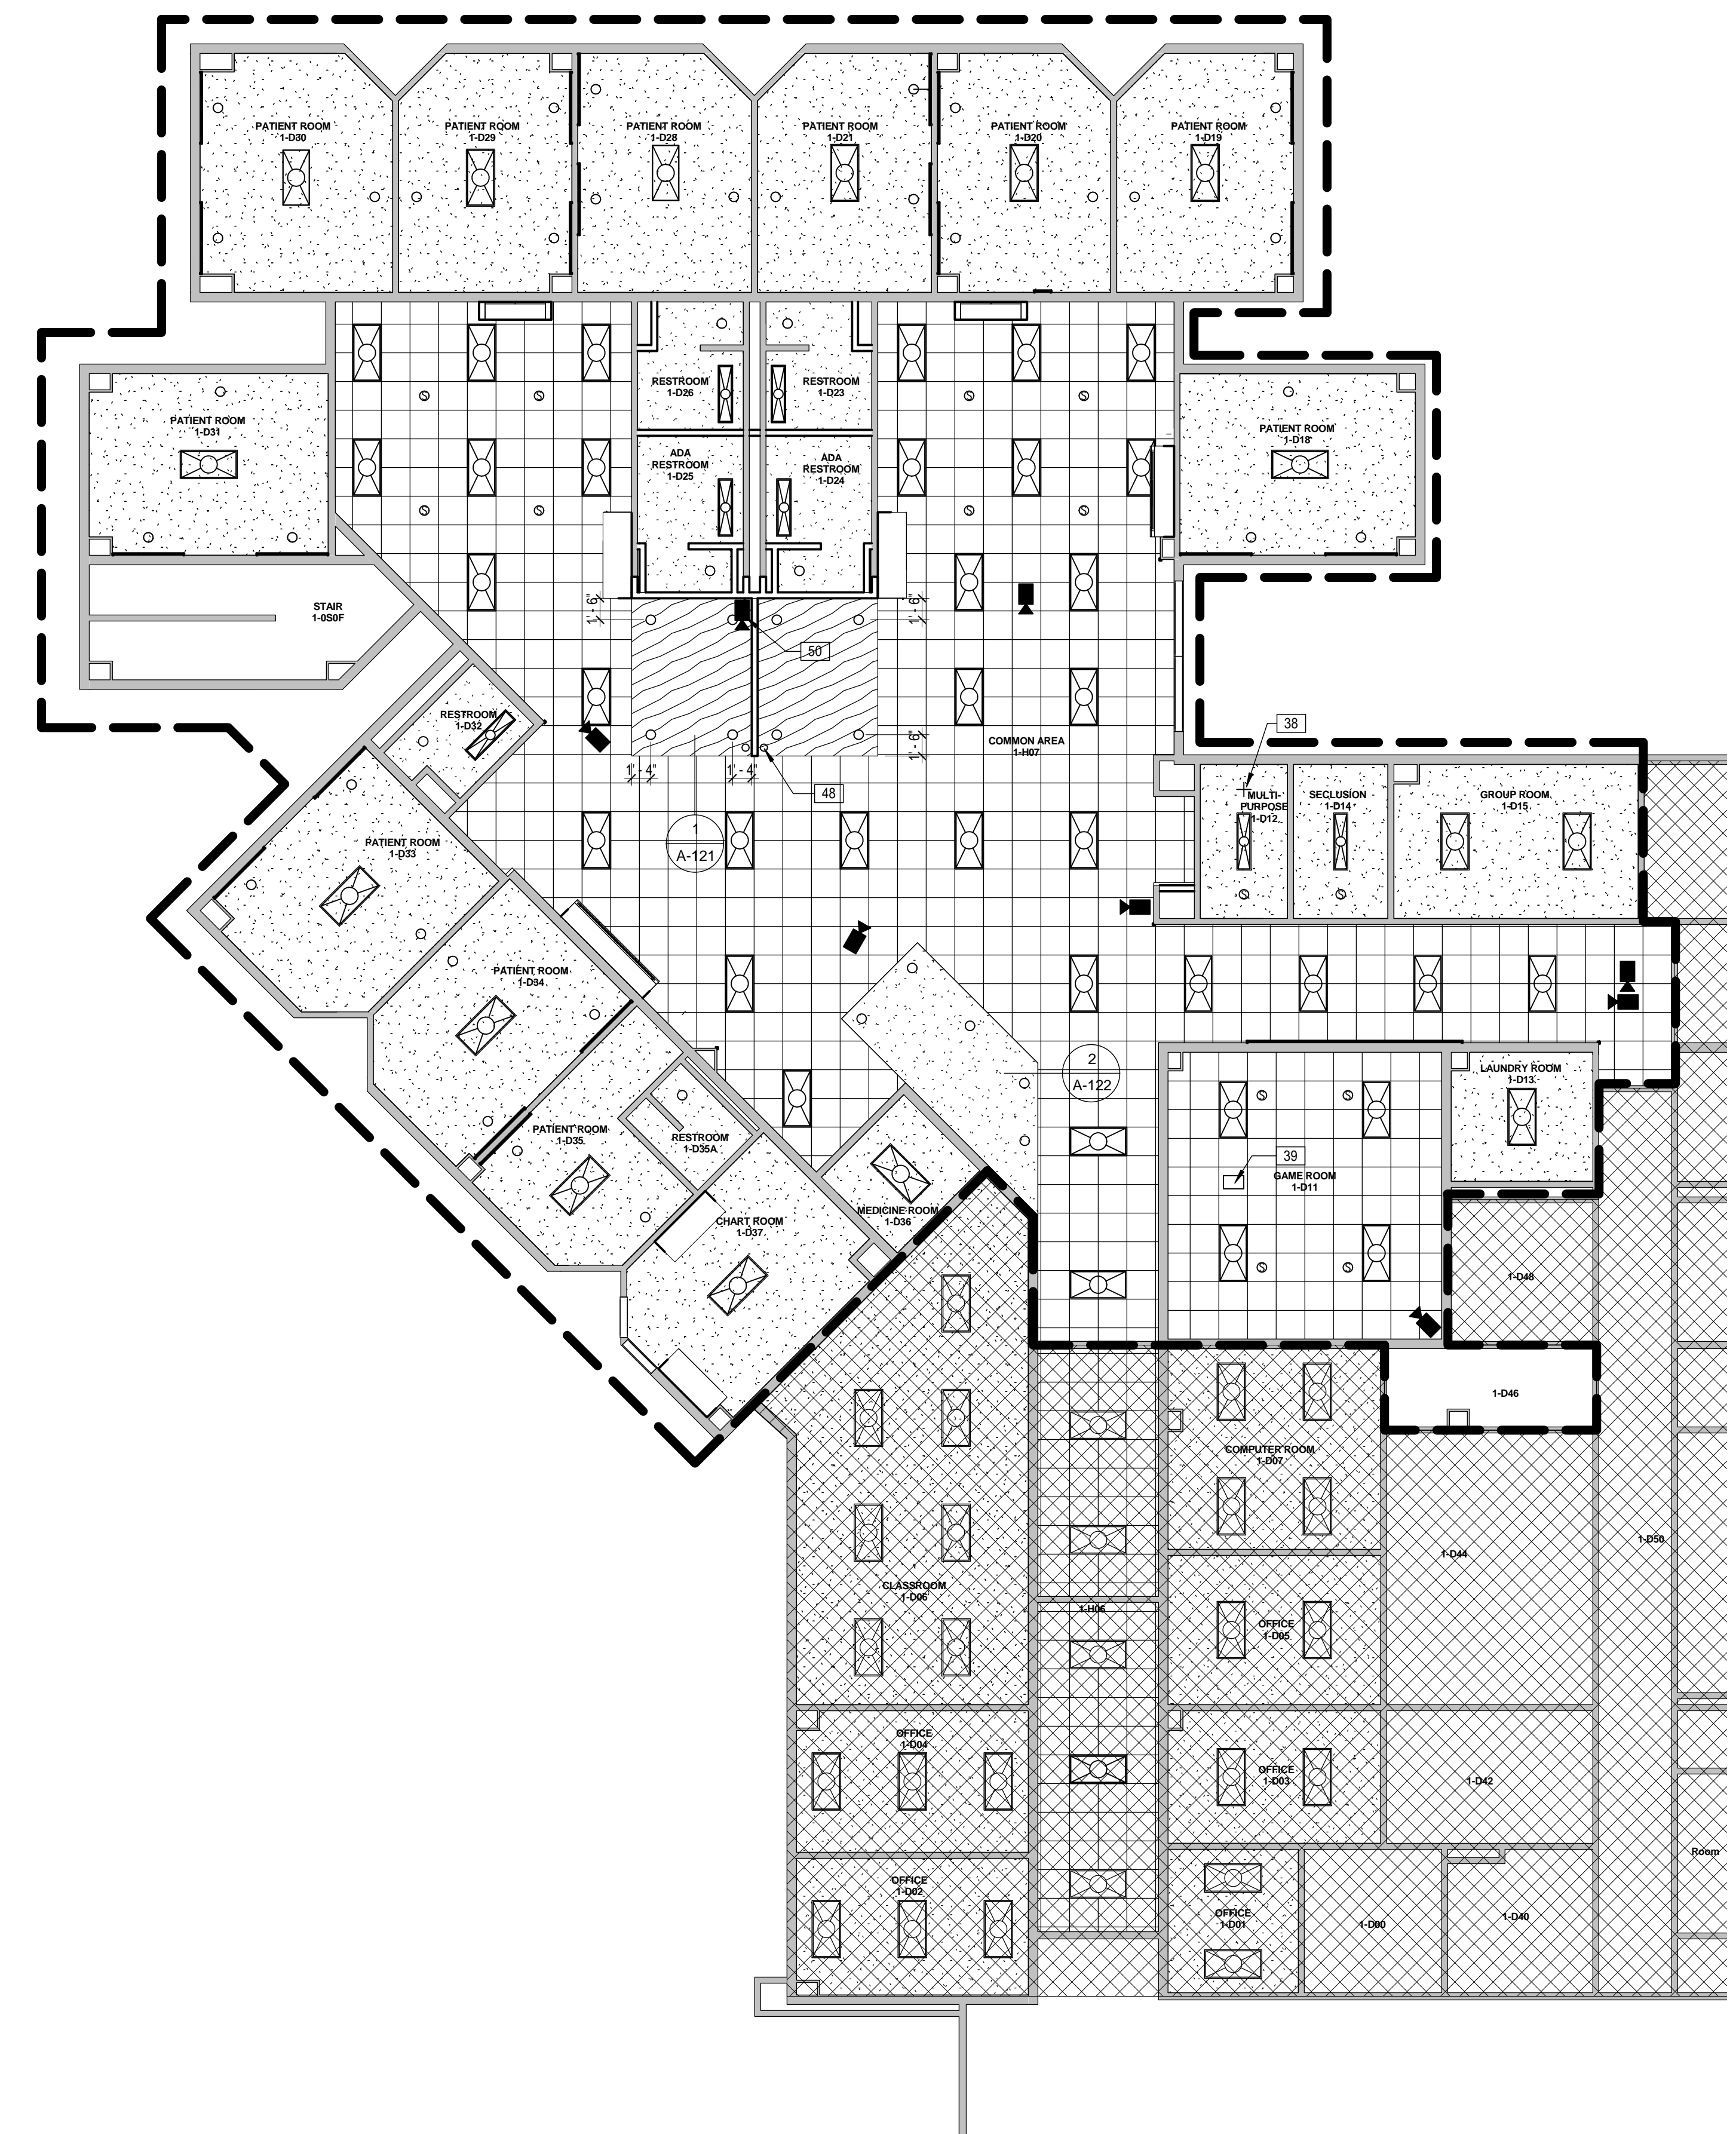 PATIENT ROOM
1-D30
PATIENT ROOM
1-D29
PATIENT ROOM
1-D28
PATIENT ROOM
1-D21
PATIENT ROOM
1-D20
PATIENT ROOM
1-D19
RESTROOM
1-D26
RESTROOM
1-D23
PATIENT ROOM
1-D31
PATIENT ROOM
1-D18
ADA
RESTROOM
1-D25
ADA
RESTROOM
1-D24
STAIR
1-0S0F
1' - 6"
1' - 6"
50
RESTROOM
1-D32
38
COMMON AREA
1-H07
1' - 6"
1' - 4"
1' - 4"
48
MULTI-
PURPOSE
1-D12
SECLUSION
1-D14
GROUP ROOM
1-D15
1
A-121
PATIENT ROOM
1-D33
PATIENT ROOM
1-D34
2
A-122
LAUNDRY ROOM
1-D13
PATIENT ROOM
1-D35
RESTROOM
1-D35A
39
GAME ROOM
1-D11
MEDICINE ROOM
1-D36
CHART ROOM
1-D37
1-D48
1-D46
COMPUTER ROOM
1-D07
1-D44
1-D50
CLASSROOM
1-D06
1-H06
OFFICE
1-D05
OFFICE
1-D04
OFFICE
1-D03
1-D42
Room
OFFICE
1-D02
OFFICE
1-D01
1-D00
1-D40